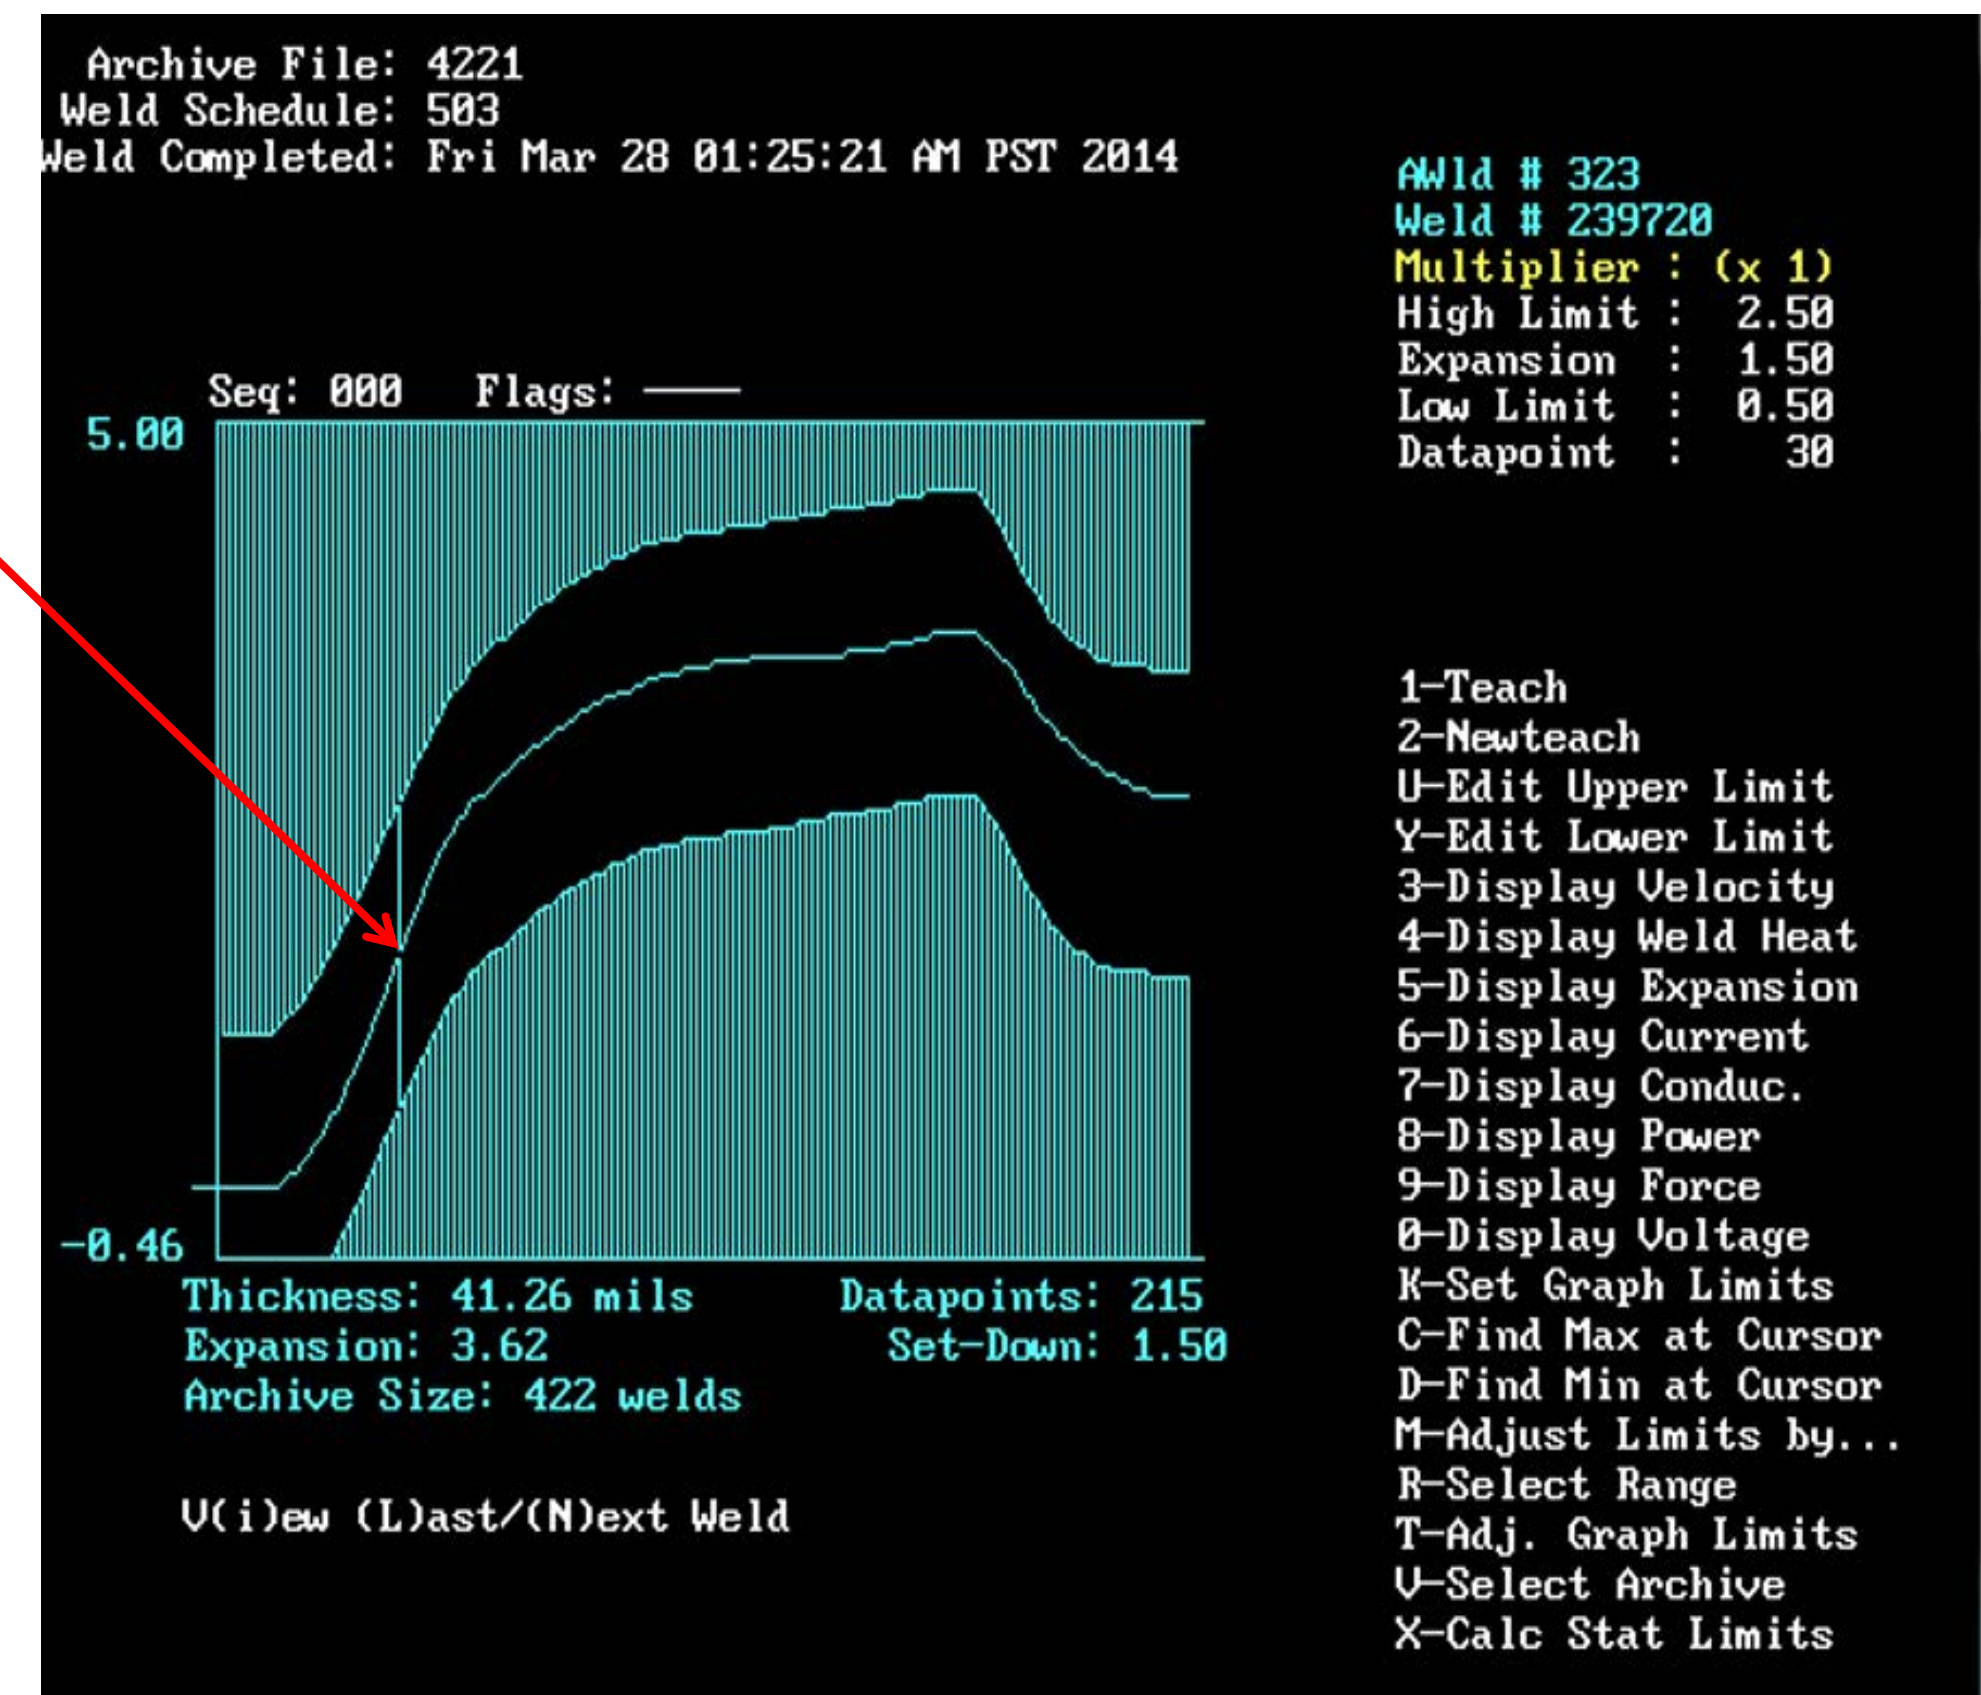 Archive File: 4221
Weld Schedule: 503
Weld Completed: Fri Mar 28 01:25:21 AM PST 2014
AWld # 323
Weld # 239720
Multiplier : (x 1)
High Limit : 2.50
Expansion : 1.50
Low Limit : 0.50
Datapoint : 30
Seq: 000 Flags: ────
5.00
-0.46
Thickness: 41.26 mils Datapoints: 215
Expansion: 3.62 Set-Down: 1.50
Archive Size: 422 welds
V(i)ew (L)ast/(N)ext Weld
1-Teach
2-Newteach
U-Edit Upper Limit
Y-Edit Lower Limit
3-Display Velocity
4-Display Weld Heat
5-Display Expansion
6-Display Current
7-Display Conduc.
8-Display Power
9-Display Force
0-Display Voltage
K-Set Graph Limits
C-Find Max at Cursor
D-Find Min at Cursor
M-Adjust Limits by...
R-Select Range
T-Adj. Graph Limits
V-Select Archive
X-Calc Stat Limits